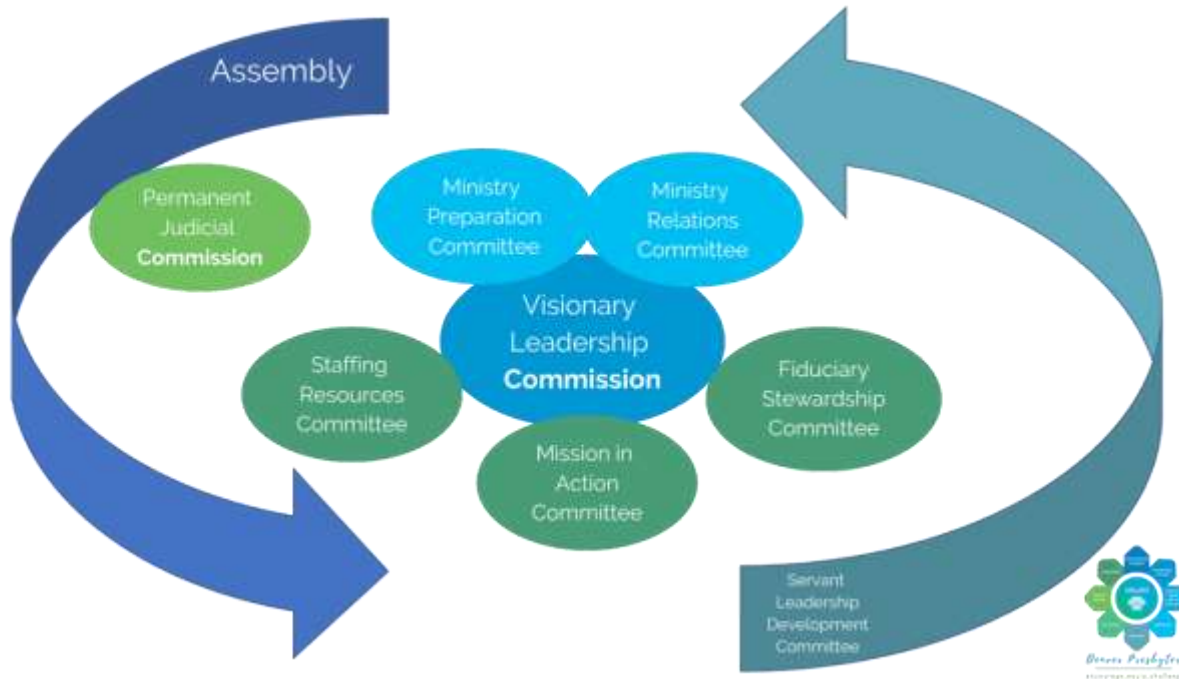 Assembly
Permanent
Judicial
Commission
Ministry
Preparation
Committee
Ministry
Relations
Committee
Visionary
Leadership
Commission
Staffing
Resources
Committee
Fiduciary
Stewardship
Committee
Mission in
Action
Committee
Servant
Leadership
Development
Committee